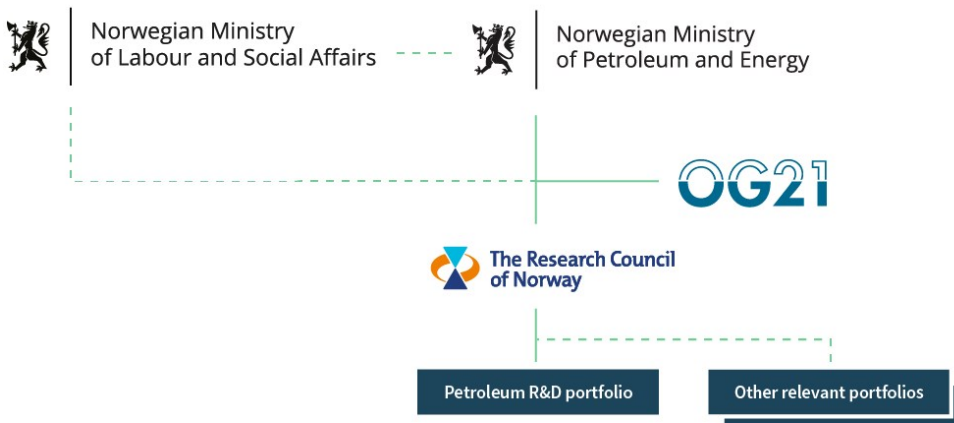 Norwegian Ministry
of Labour and Social Affairs
Norwegian Ministry
of Petroleum and Energy
OG21
The Research Council
of Norway
Petroleum R&D portfolio
Other relevant portfolios